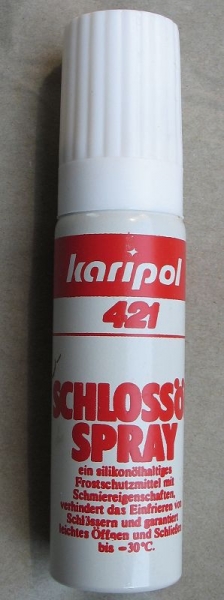 karipol
421
SCHLOSSÖ
SPRAY
ein silikonölhaltiges
Frostschutzmittel mit
Schmiereigenschaften,
verhindert das Einfrieren von
Schlössern und garantiert
leichtes Öffnen und Schließen
bis -30°C.